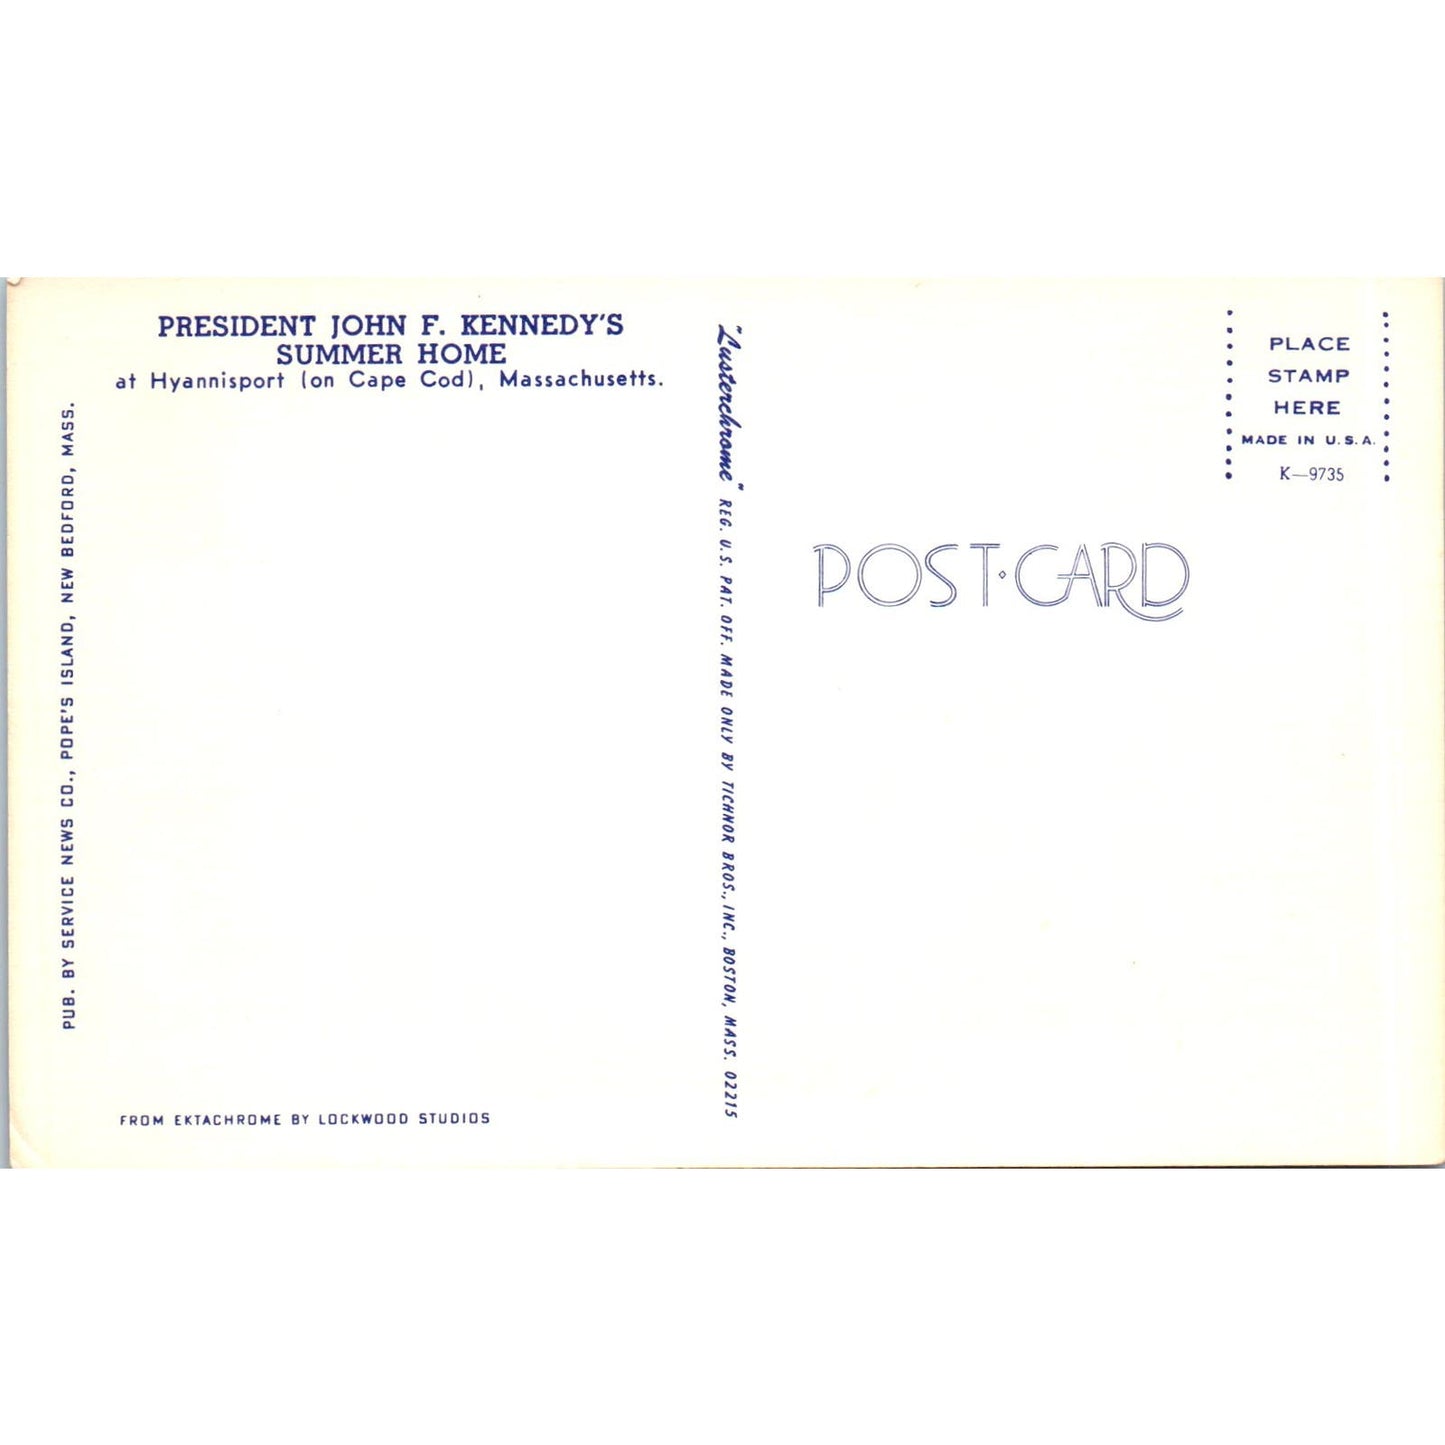 PRESIDENT JOHN F. KENNEDY'S
SUMMER HOME
at Hyannisport (on Cape Cod), Massachusetts.
PUB. BY SERVICE NEWS CO., POPE'S ISLAND, NEW BEDFORD, MASS.
FROM EKTACHROME BY LOCKWOOD STUDIOS
"Lusterchrome" REG. U.S. PAT. OFF. MADE ONLY BY TICHNOR BROS., INC., BOSTON, MASS. 02215
POST·CARD
PLACE
STAMP
HERE
MADE IN U.S.A.
K—9735